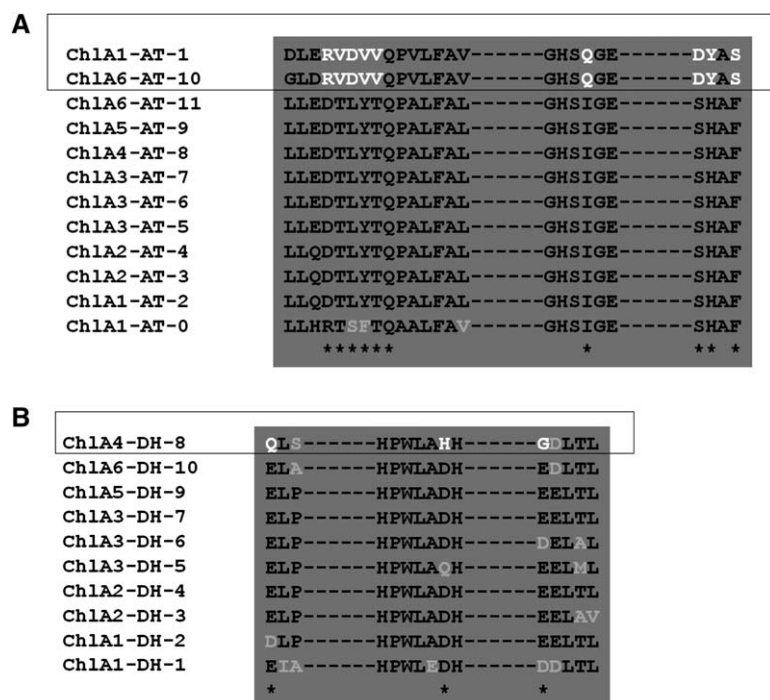 A
ChlA1-AT-1 DLERVDVVQPVLFAV------GHSQGE------DYAS
ChlA6-AT-10 GLDRVDVVQPVLFAV------GHSQGE------DYAS
ChlA6-AT-11 LLEDTLYTQPALFAL------GHSIGE------SHAF
ChlA5-AT-9 LLEDTLYTQPALFAL------GHSIGE------SHAF
ChlA4-AT-8 LLEDTLYTQPALFAL------GHSIGE------SHAF
ChlA3-AT-7 LLEDTLYTQPALFAL------GHSIGE------SHAF
ChlA3-AT-6 LLEDTLYTQPALFAL------GHSIGE------SHAF
ChlA3-AT-5 LLEDTLYTQPALFAL------GHSIGE------SHAF
ChlA2-AT-4 LLQDTLYTQPALFAL------GHSIGE------SHAF
ChlA2-AT-3 LLQDTLYTQPALFAL------GHSIGE------SHAF
ChlA1-AT-2 LLQDTLYTQPALFAL------GHSIGE------SHAF
ChlA1-AT-0 LLHRTSFTQAALFAV------GHSIGE------SHAF
****** * ** *
B
ChlA4-DH-8 QLS------HPWLAHH------GDLTL
ChlA6-DH-10 ELA------HPWLADH------EDLTL
ChlA5-DH-9 ELP------HPWLADH------EELTL
ChlA3-DH-7 ELP------HPWLADH------EELTL
ChlA3-DH-6 ELP------HPWLADH------DELAL
ChlA3-DH-5 ELP------HPWLAQH------EELML
ChlA2-DH-4 ELP------HPWLADH------EELTL
ChlA2-DH-3 ELP------HPWLADH------EELAV
ChlA1-DH-2 DLP------HPWLADH------EELTL
ChlA1-DH-1 EIA------HPWLEDH------DDLTL
* * *